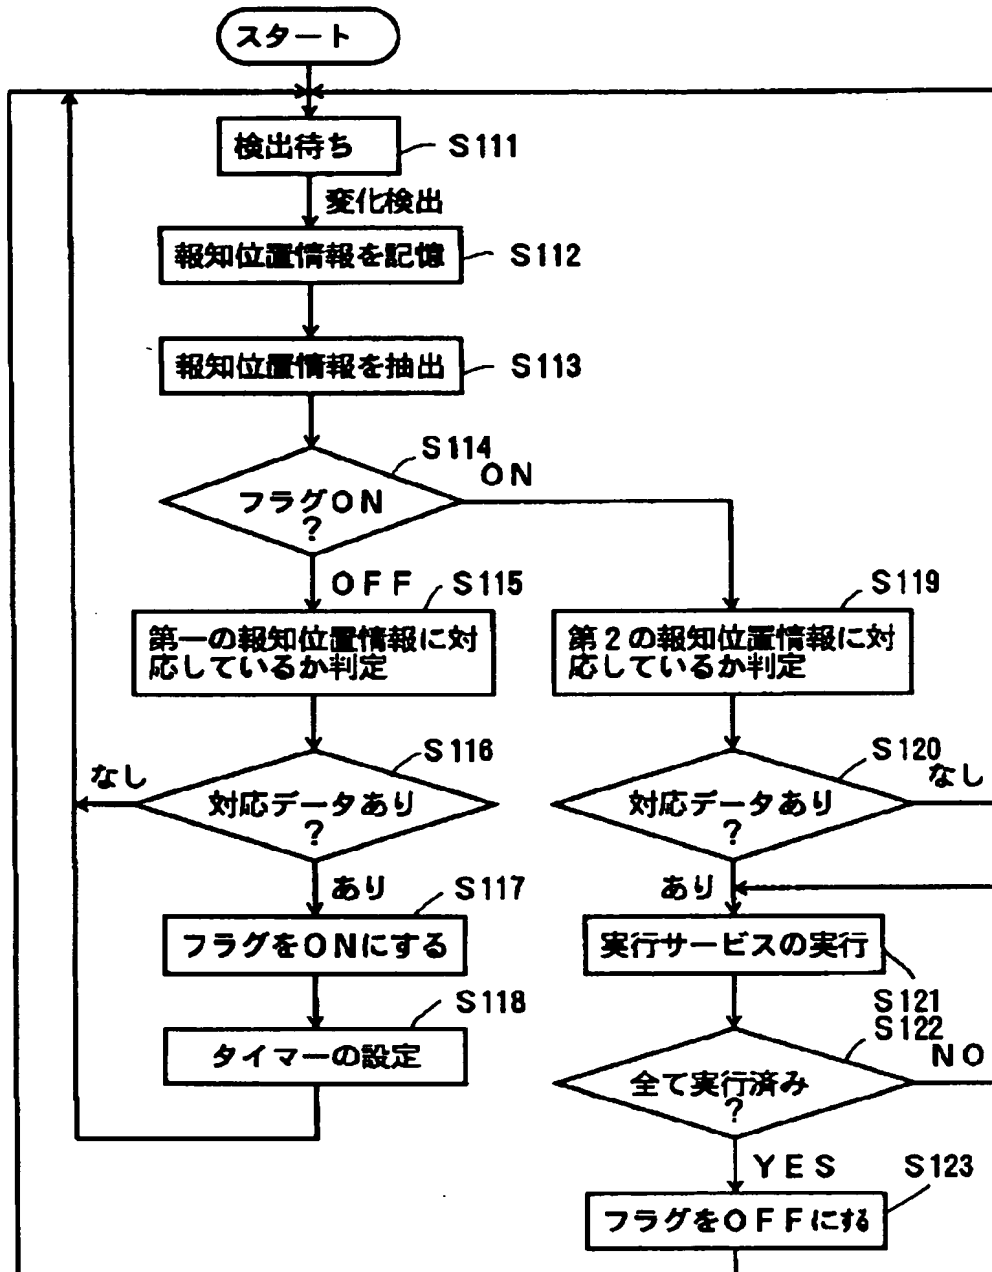 スタート
検出待ち
S111
変化検出
報知位置情報を記憶
S112
報知位置情報を抽出
S113
S114
フラグON
?
ON
OFF
S115
第一の報知位置情報に対
応しているか判定
S116
なし
対応データあり
?
あり
S117
フラグをONにする
S118
タイマーの設定
S119
第2の報知位置情報に対
応しているか判定
S120
なし
対応データあり
?
あり
実行サービスの実行
S121
S122
NO
全て実行済み
?
YES
S123
フラグをOFFにする